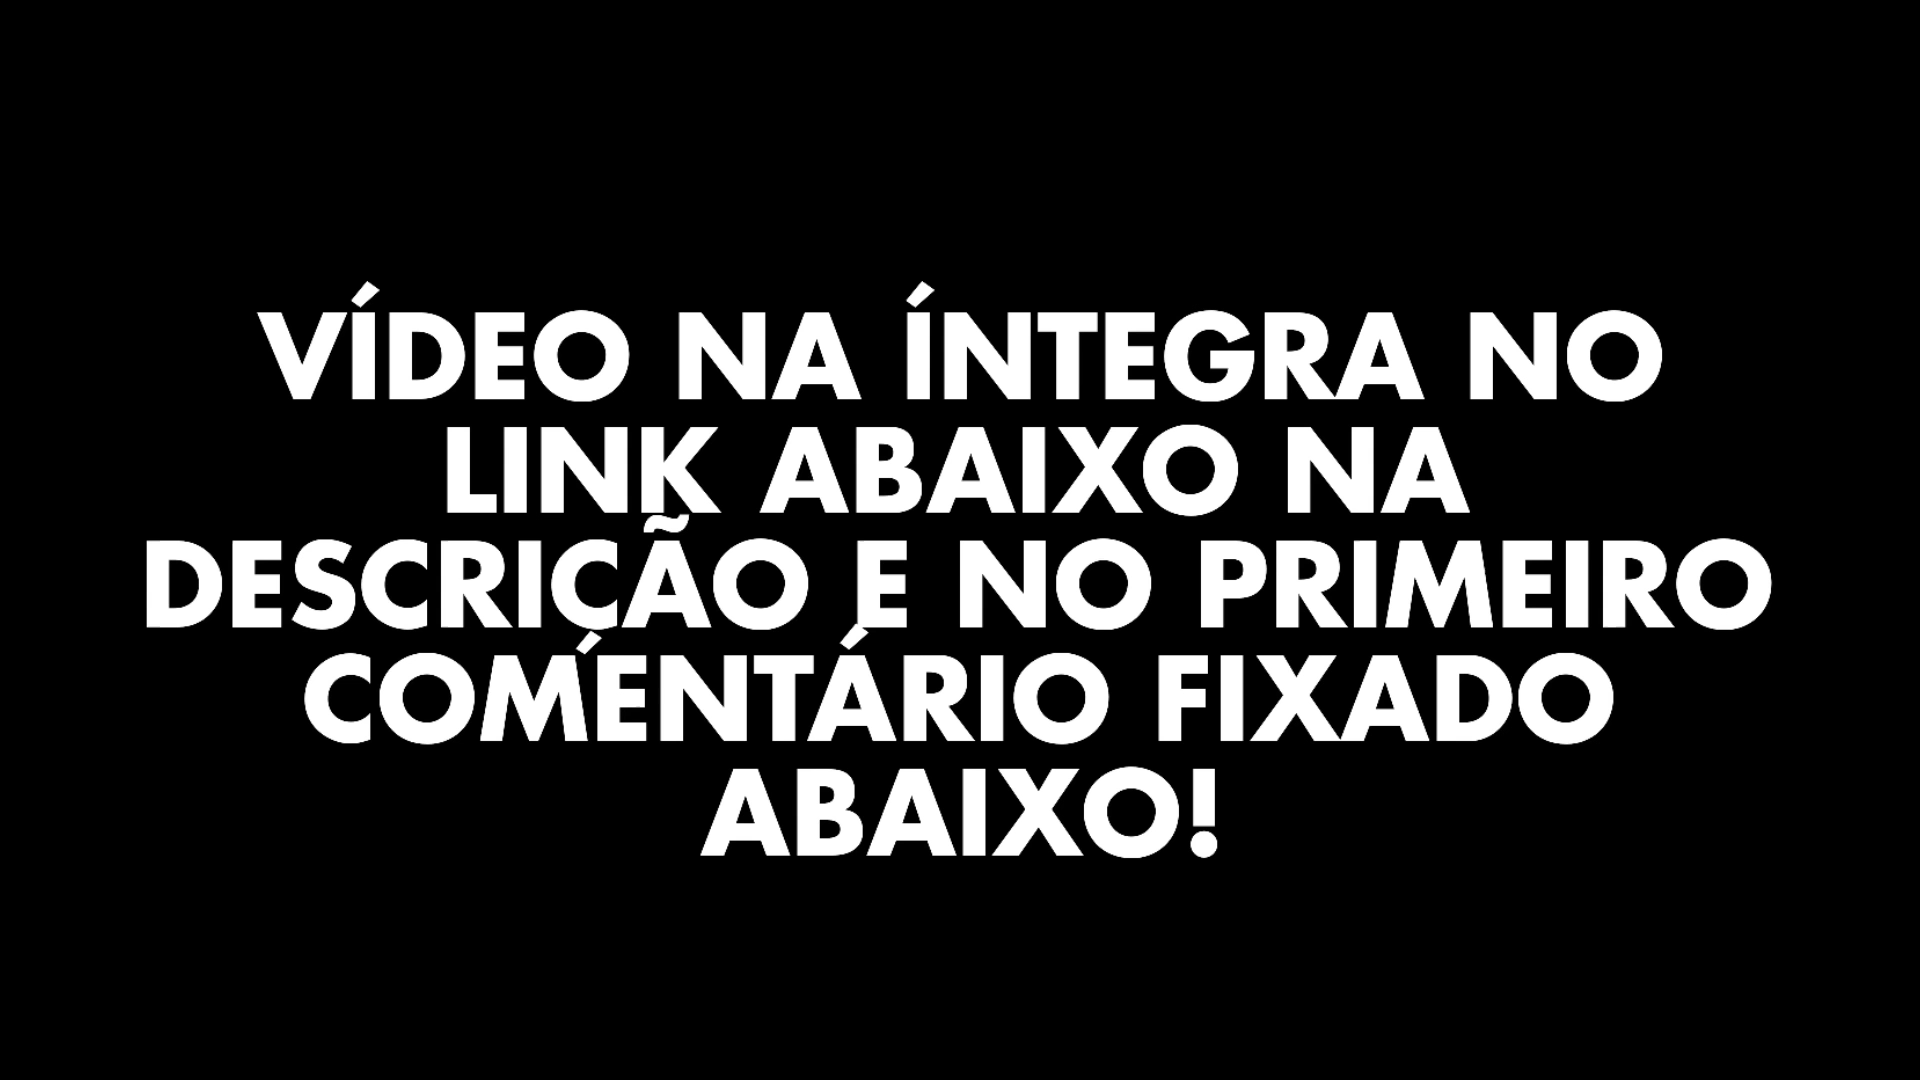 VÍDEO NA ÍNTEGRA NO
LINK ABAIXO NA
DESCRIÇÃO E NO PRIMEIRO
COMENTÁRIO FIXADO
ABAIXO!